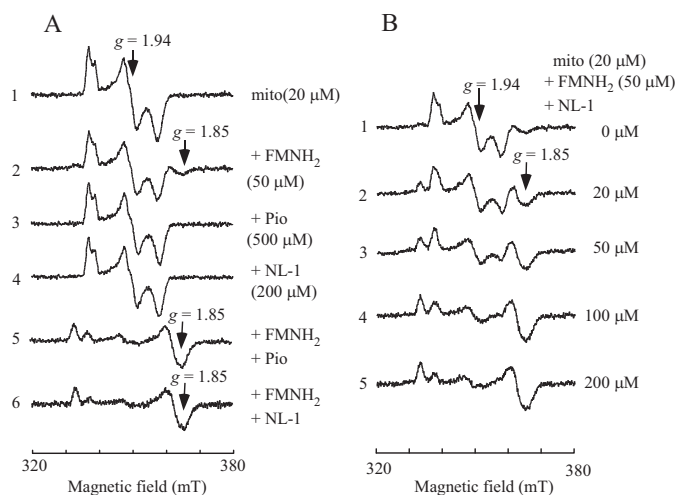 A
g = 1.94
1
mito(20 μM)
g = 1.85
2
+ FMNH2
(50 μM)
3
+ Pio
(500 μM)
4
+ NL-1
(200 μM)
g = 1.85
5
+ FMNH2
+ Pio
g = 1.85
6
+ FMNH2
+ NL-1
320
380
Magnetic field (mT)
B
mito (20 μM)
+ FMNH2 (50 μM)
+ NL-1
g = 1.94
1
0 μM
g = 1.85
2
20 μM
3
50 μM
4
100 μM
5
200 μM
320
380
Magnetic field (mT)